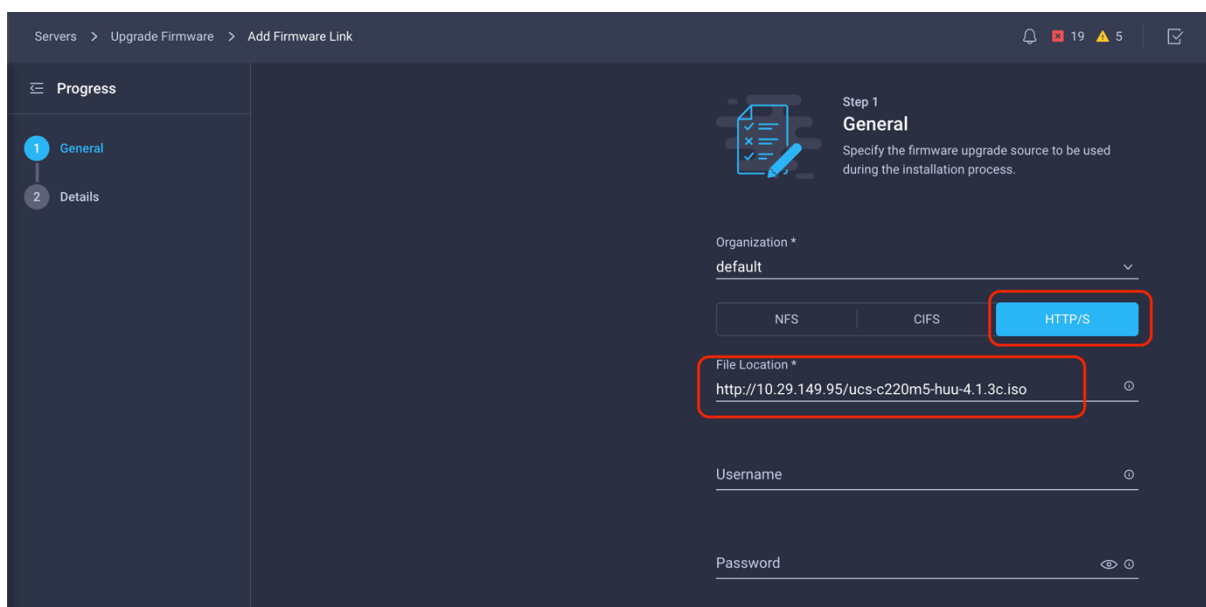 Servers > Upgrade Firmware > Add Firmware Link
19 5
Progress
1 General
2 Details
Step 1
General
Specify the firmware upgrade source to be used
during the installation process.
Organization *
default
NFS CIFS HTTP/S
File Location *
http://10.29.149.95/ucs-c220m5-huu-4.1.3c.iso
Username
Password